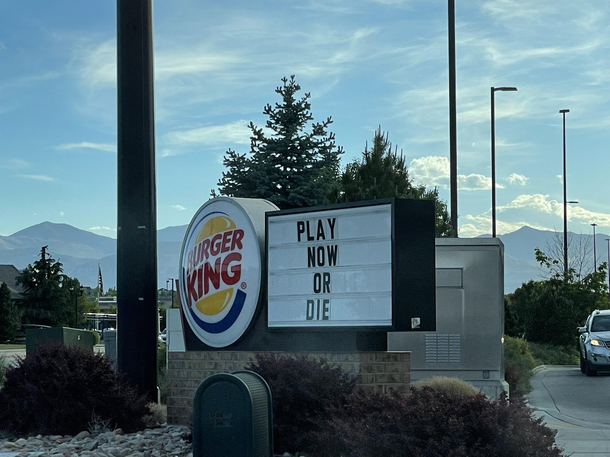 BURGER
KING®
PLAY
NOW
OR
DIE